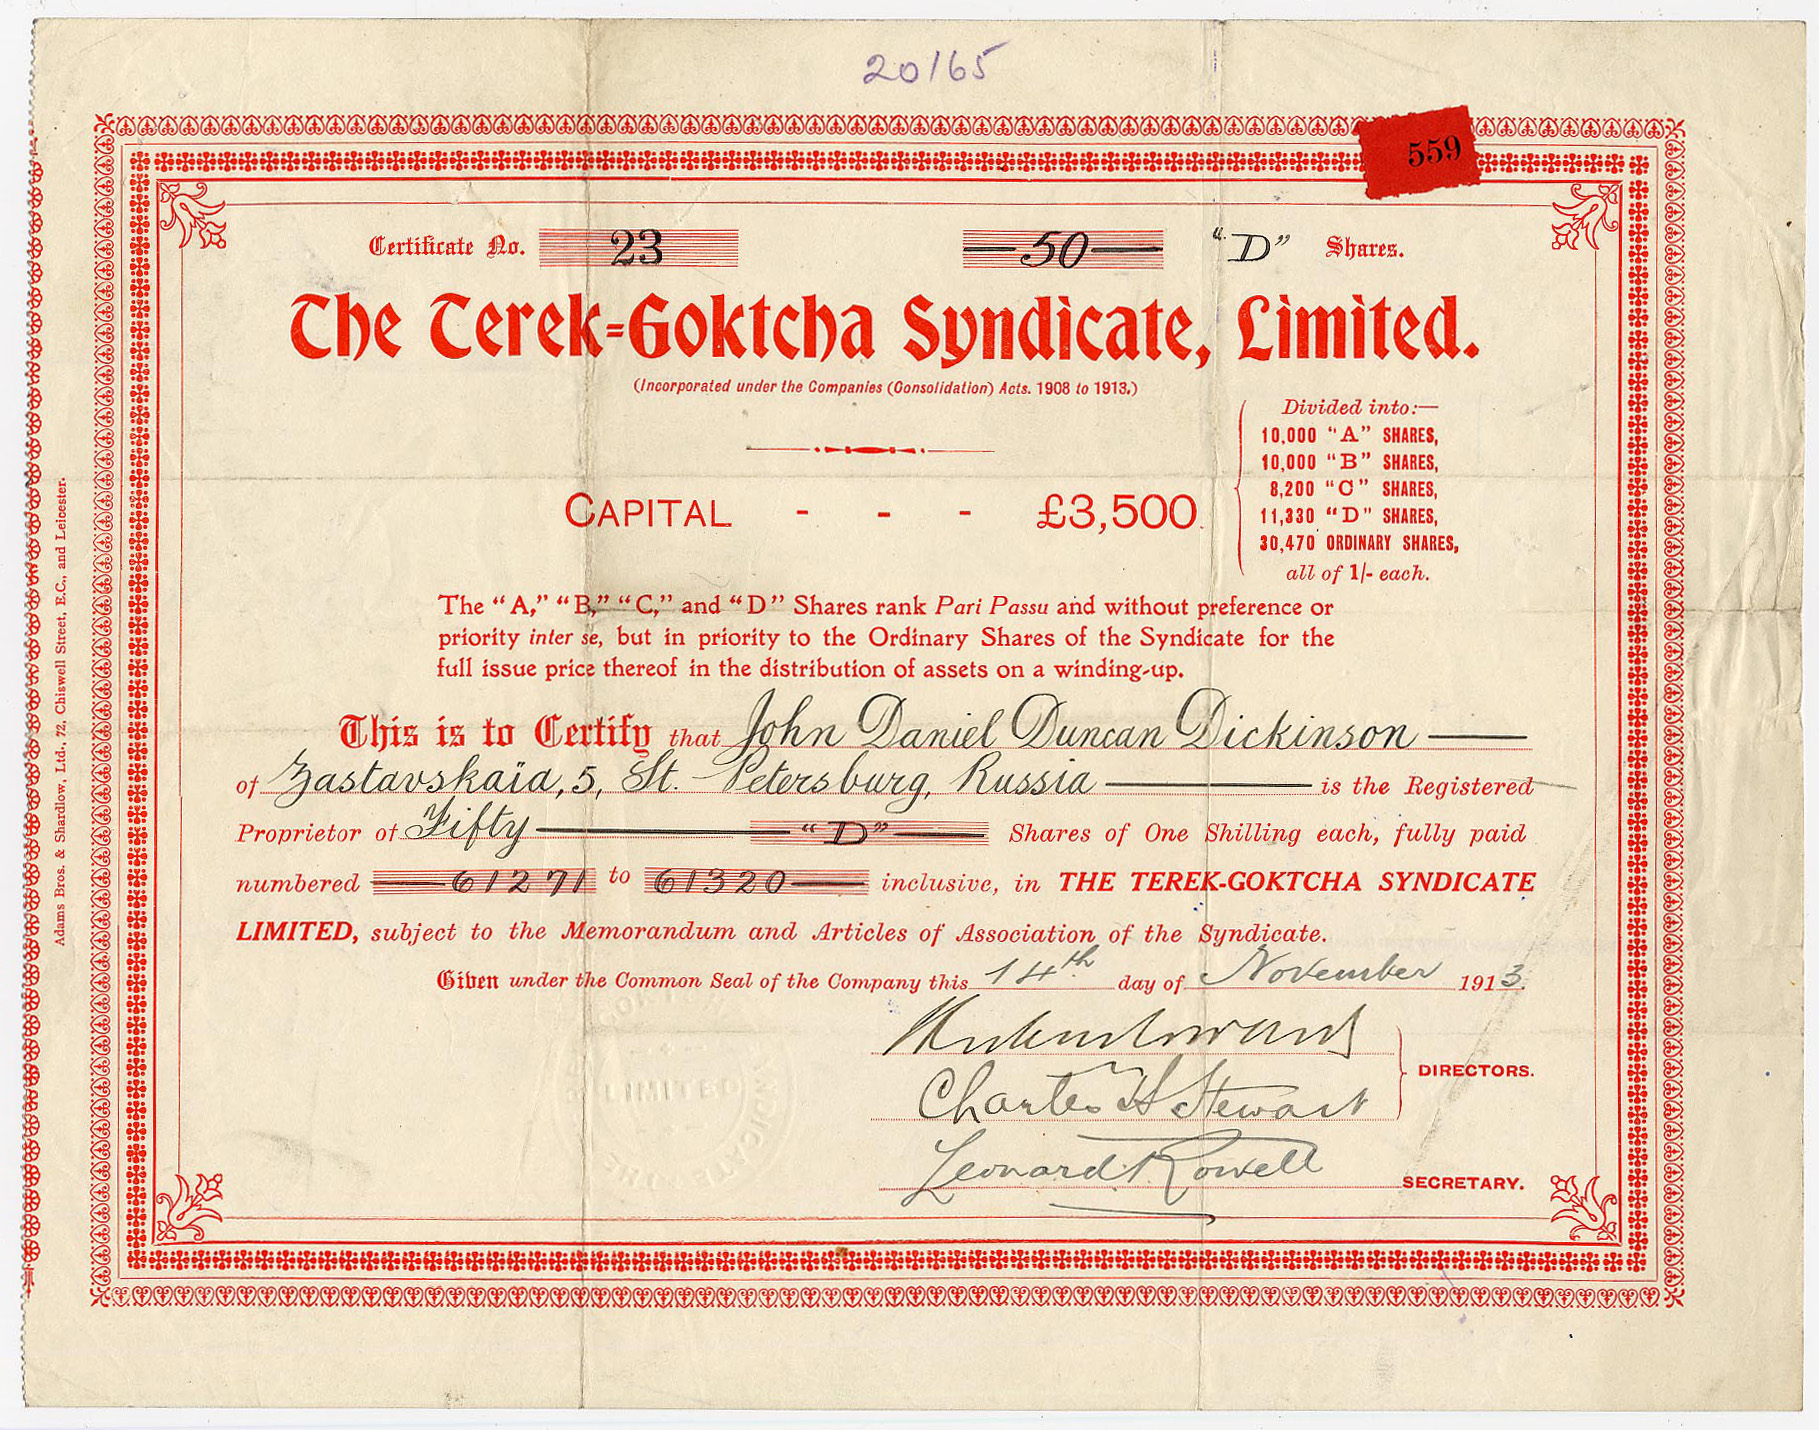 20/65
559
Certificate No. 23 — 50 — "D" Shares.
The Terek=Goktcha Syndicate, Limited.
(Incorporated under the Companies (Consolidation) Acts. 1908 to 1913.)
Divided into:—
10,000 "A" SHARES,
10,000 "B" SHARES,
8,200 "C" SHARES,
11,330 "D" SHARES,
30,470 ORDINARY SHARES,
all of 1/- each.
CAPITAL - - - £3,500
The "A," "B," "C," and "D" Shares rank Pari Passu and without preference or
priority inter se, but in priority to the Ordinary Shares of the Syndicate for the
full issue price thereof in the distribution of assets on a winding-up.
This is to Certify that John Daniel Duncan Dickinson —
of Zastavskaïa, 5, St. Petersburg, Russia — is the Registered
Proprietor of Fifty — "D" — Shares of One Shilling each, fully paid
numbered — 61271 to 61320 — inclusive, in THE TEREK-GOKTCHA SYNDICATE
LIMITED, subject to the Memorandum and Articles of Association of the Syndicate.
Given under the Common Seal of the Company this 14th day of November 1913.
DIRECTORS.
Charles H Stewart
Leonard Rowell
SECRETARY.
LIMITED
Adams Bros. & Shardlow, Ltd., 72, Chiswell Street, E.C., and Leicester.